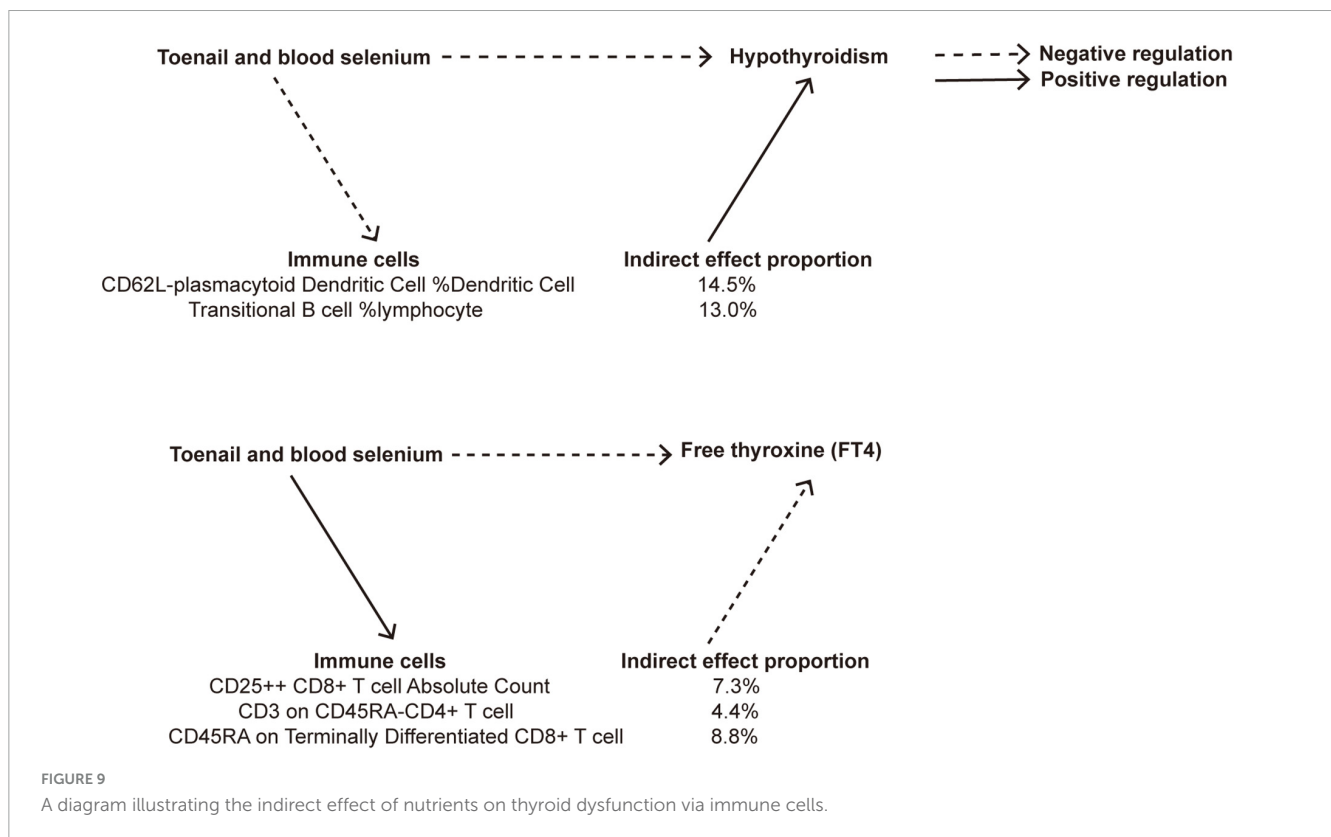 Toenail and blood selenium
Hypothyroidism
Negative regulation
Positive regulation
Immune cells
Indirect effect proportion
CD62L-plasmacytoid Dendritic Cell %Dendritic Cell
14.5%
Transitional B cell %lymphocyte
13.0%
Toenail and blood selenium
Free thyroxine (FT4)
Immune cells
Indirect effect proportion
CD25++ CD8+ T cell Absolute Count
7.3%
CD3 on CD45RA-CD4+ T cell
4.4%
CD45RA on Terminally Differentiated CD8+ T cell
8.8%
FIGURE 9
A diagram illustrating the indirect effect of nutrients on thyroid dysfunction via immune cells.